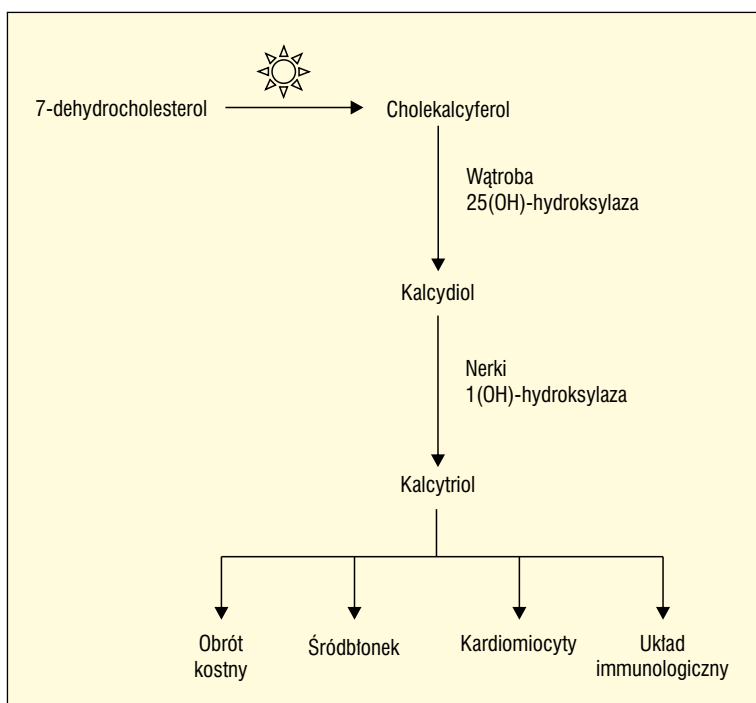 7-dehydrocholesterol
Cholekalcyferol
Wątroba
25(OH)-hydroksylaza
Kalcydiol
Nerki
1(OH)-hydroksylaza
Kalcytriol
Obrót
kostny
Śródbłonek
Kardiomiocyty
Układ
immunologiczny